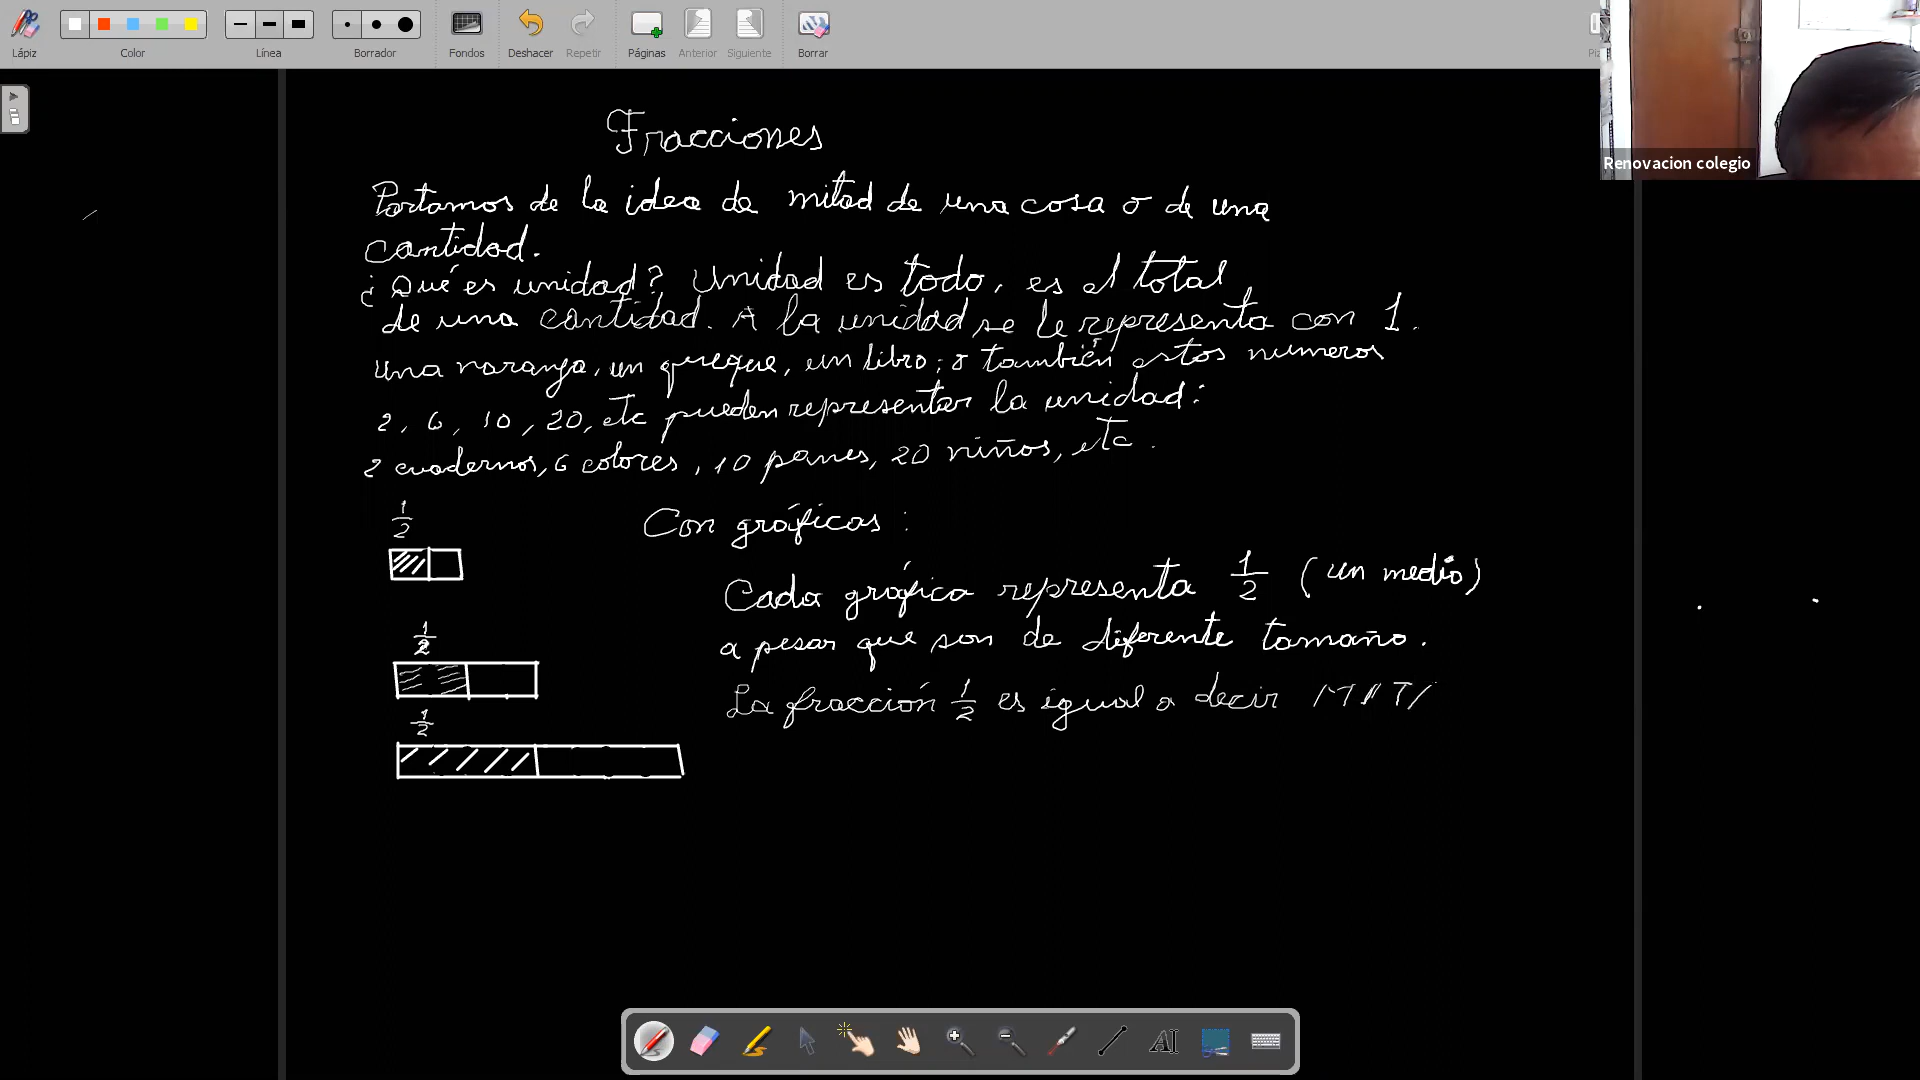 Lápiz
Color
Línea
Borrador
Fondos
Deshacer
Repetir
Páginas
Anterior
Siguiente
Borrar
Renovacion colegio
Fracciones
Partamos de la idea de mitad de una cosa o de una
cantidad.
¿Qué es unidad? Unidad es todo, es el total
de una cantidad. A la unidad se le representa con 1.
Una naranja, un queque, un libro; o también estos numeros
2, 6, 10, 20, etc pueden representar la unidad:
2 cuadernos, 6 colores, 10 panes, 20 niños, etc.
1/2
Con gráficas:
Cada gráfica representa 1/2 (un medio)
1/2
a pesar que son de diferente tamaño.
La fracción 1/2 es igual a decir MIT
1/2